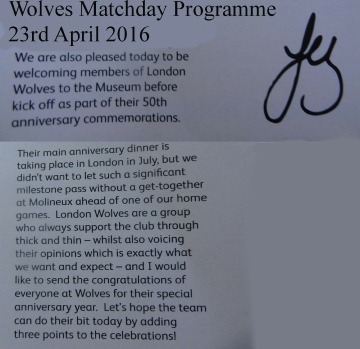 Wolves Matchday Programme
23rd April 2016
We are also pleased today to be
welcoming members of London
Wolves to the Museum before
kick off as part of their 50th
anniversary commemorations.
Their main anniversary dinner is
taking place in London in July, but we
didn't want to let such a significant
milestone pass without a get-together
at Molineux ahead of one of our home
games. London Wolves are a group
who always support the club through
thick and thin – whilst also voicing
their opinions which is exactly what
we want and expect – and I would
like to send the congratulations of
everyone at Wolves for their special
anniversary year. Let's hope the team
can do their bit today by adding
three points to the celebrations!